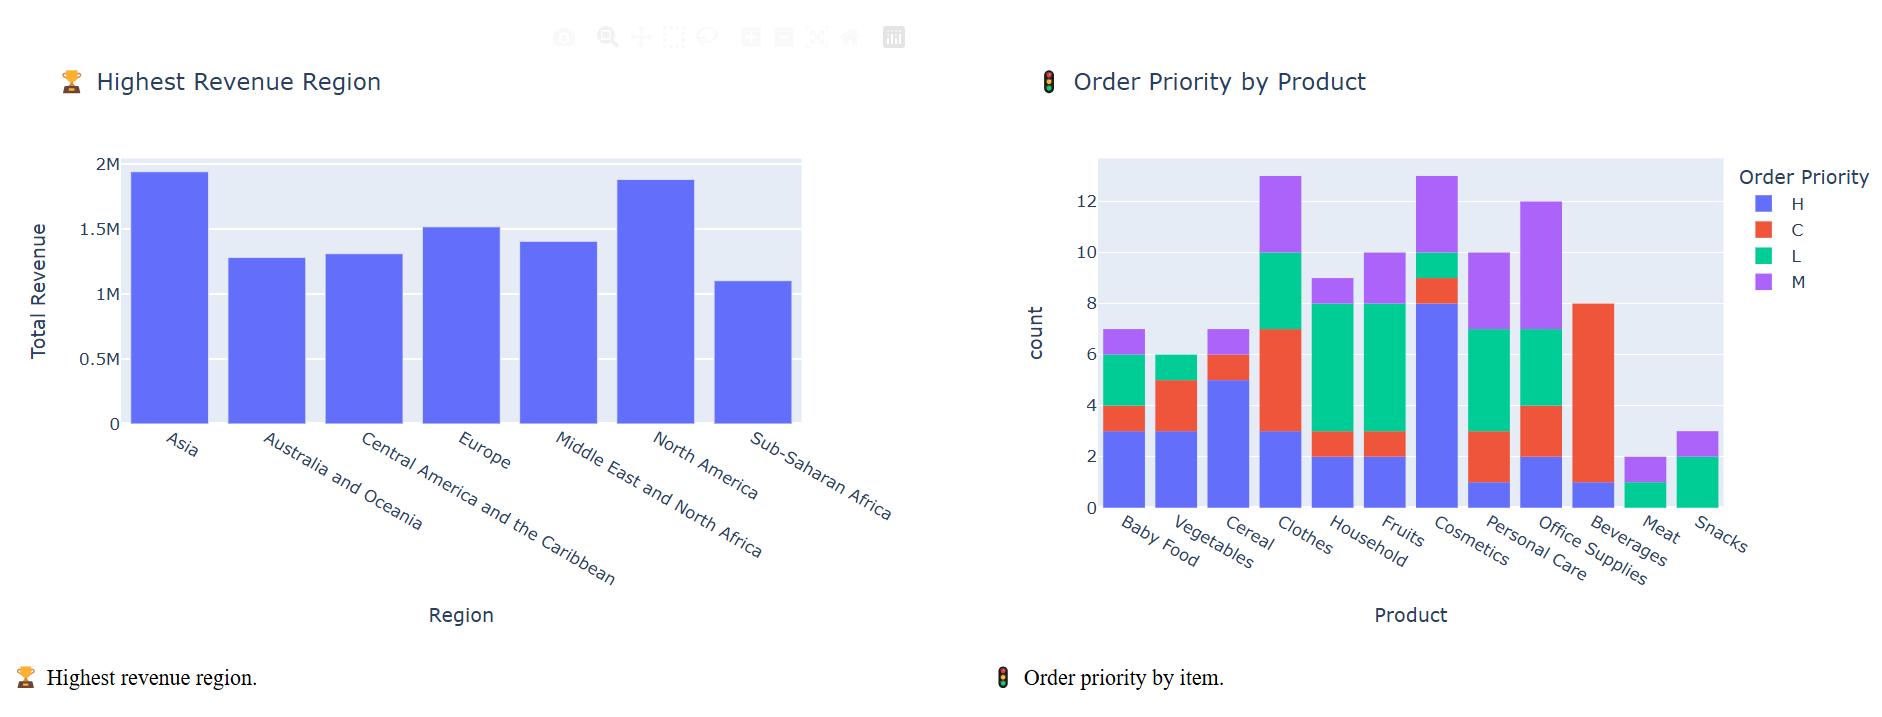 🏆 Highest Revenue Region
2M
1.5M
1M
0.5M
0
Total Revenue
Asia
Australia and Oceania
Central America and the Caribbean
Europe
Middle East and North Africa
North America
Sub-Saharan Africa
Region
🏆 Highest revenue region.
🚦 Order Priority by Product
12
10
8
6
4
2
0
count
Baby Food
Vegetables
Cereal
Clothes
Household
Fruits
Cosmetics
Personal Care
Office Supplies
Beverages
Meat
Snacks
Product
Order Priority
H
C
L
M
🚦 Order priority by item.